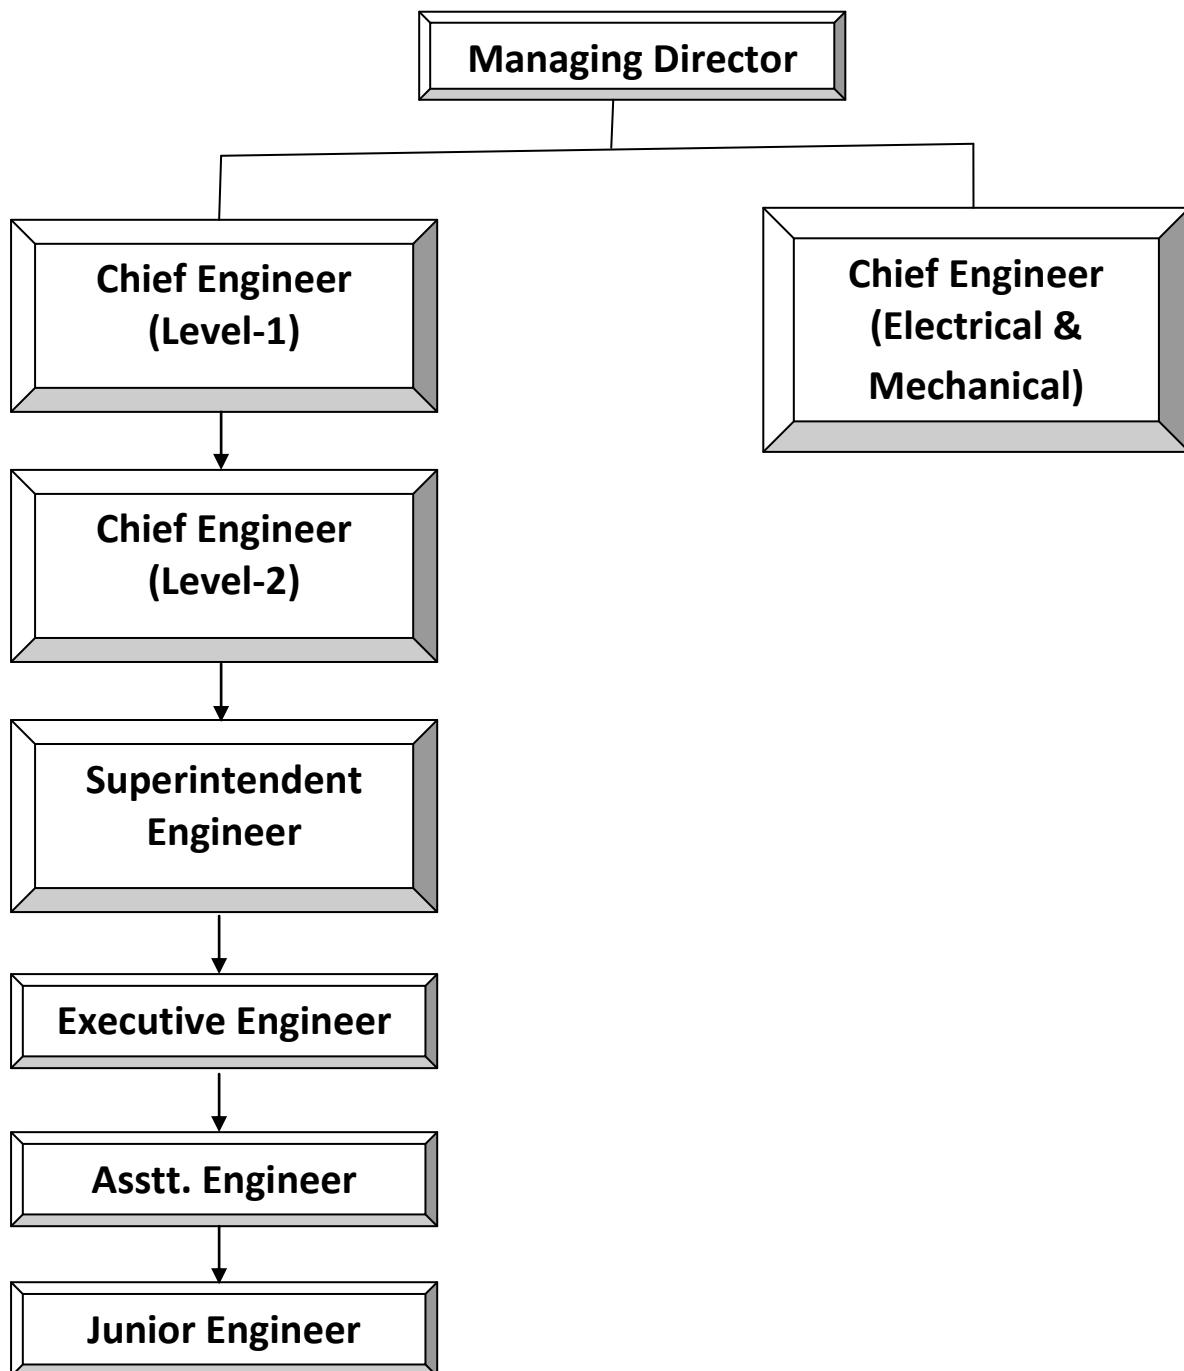 Managing Director
Chief Engineer
(Level-1)
Chief Engineer
(Electrical &
Mechanical)
Chief Engineer
(Level-2)
Superintendent
Engineer
Executive Engineer
Asstt. Engineer
Junior Engineer